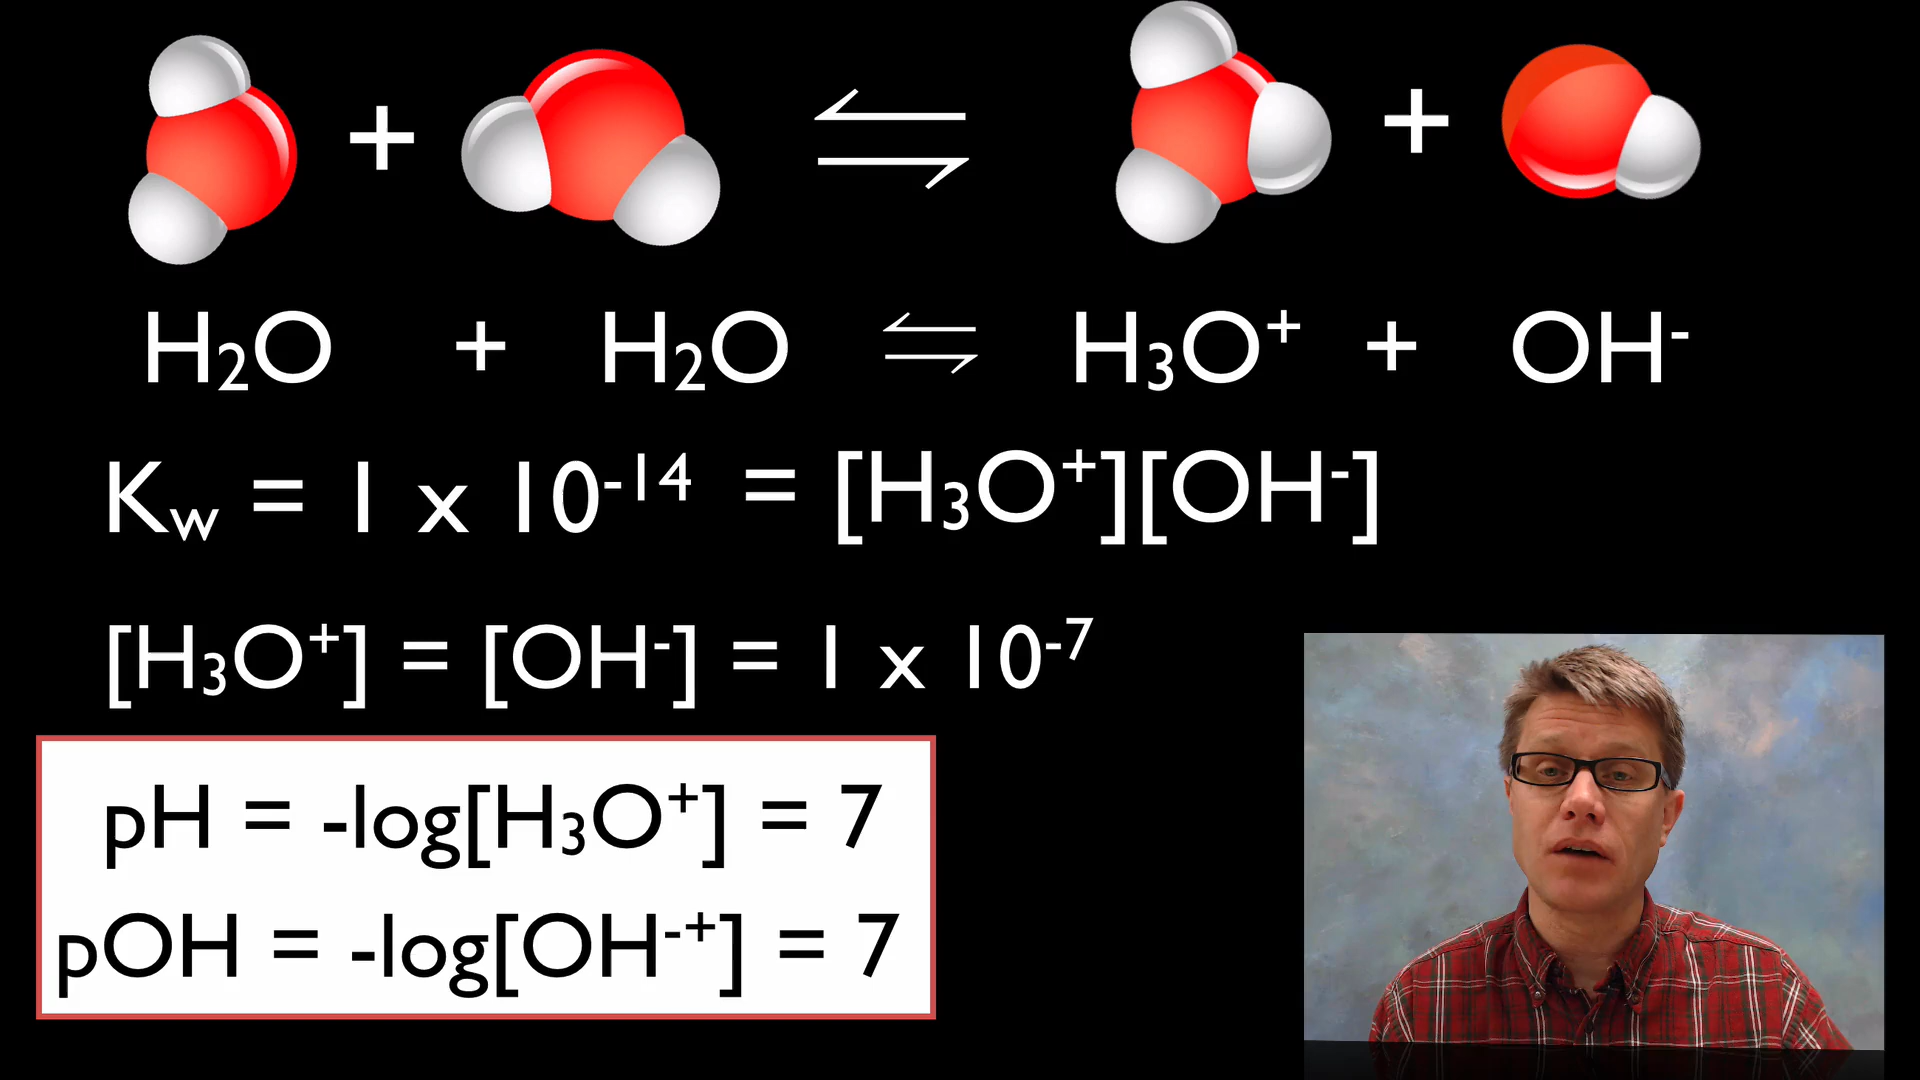 + ⇌ +
H₂O + H₂O ⇌ H₃O⁺ + OH⁻
Kw = 1 x 10⁻¹⁴ = [H₃O⁺][OH⁻]
[H₃O⁺] = [OH⁻] = 1 x 10⁻⁷
pH = -log[H₃O⁺] = 7
pOH = -log[OH⁻⁺] = 7